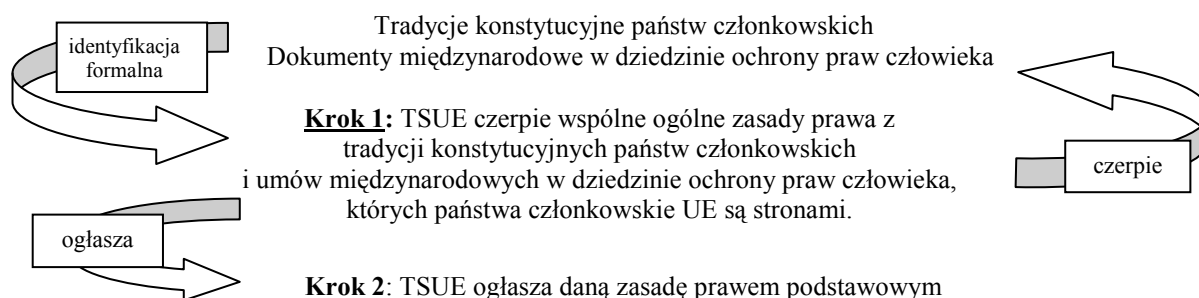 Tradycje konstytucyjne państw członkowskich
identyfikacja
formalna
Dokumenty międzynarodowe w dziedzinie ochrony praw człowieka
Krok 1: TSUE czerpie wspólne ogólne zasady prawa z
tradycji konstytucyjnych państw członkowskich
i umów międzynarodowych w dziedzinie ochrony praw człowieka,
których państwa członkowskie UE są stronami.
czerpie
ogłasza
Krok 2: TSUE ogłasza daną zasadę prawem podstawowym